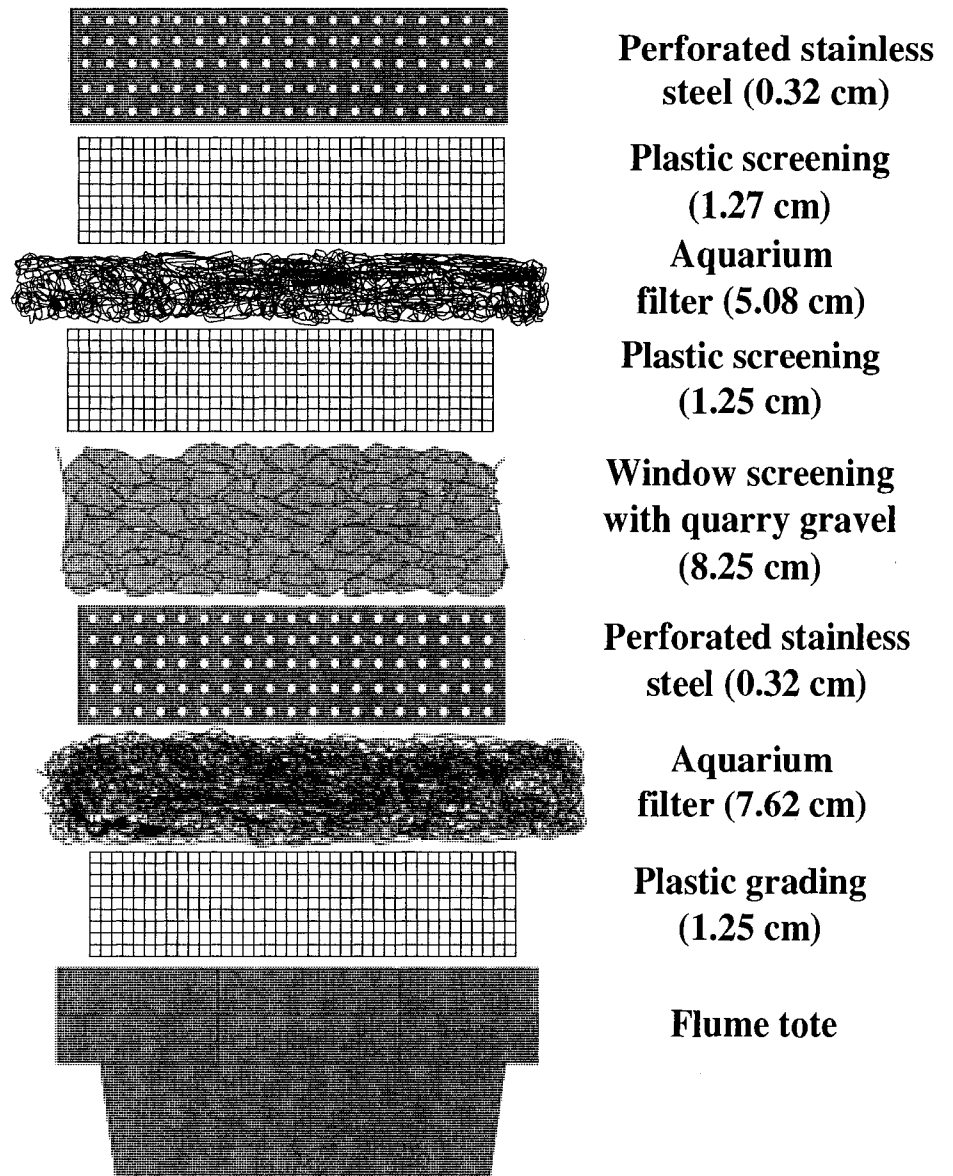 Perforated stainless
steel (0.32 cm)
Plastic screening
(1.27 cm)
Aquarium
filter (5.08 cm)
Plastic screening
(1.25 cm)
Window screening
with quarry gravel
(8.25 cm)
Perforated stainless
steel (0.32 cm)
Aquarium
filter (7.62 cm)
Plastic grading
(1.25 cm)
Flume tote